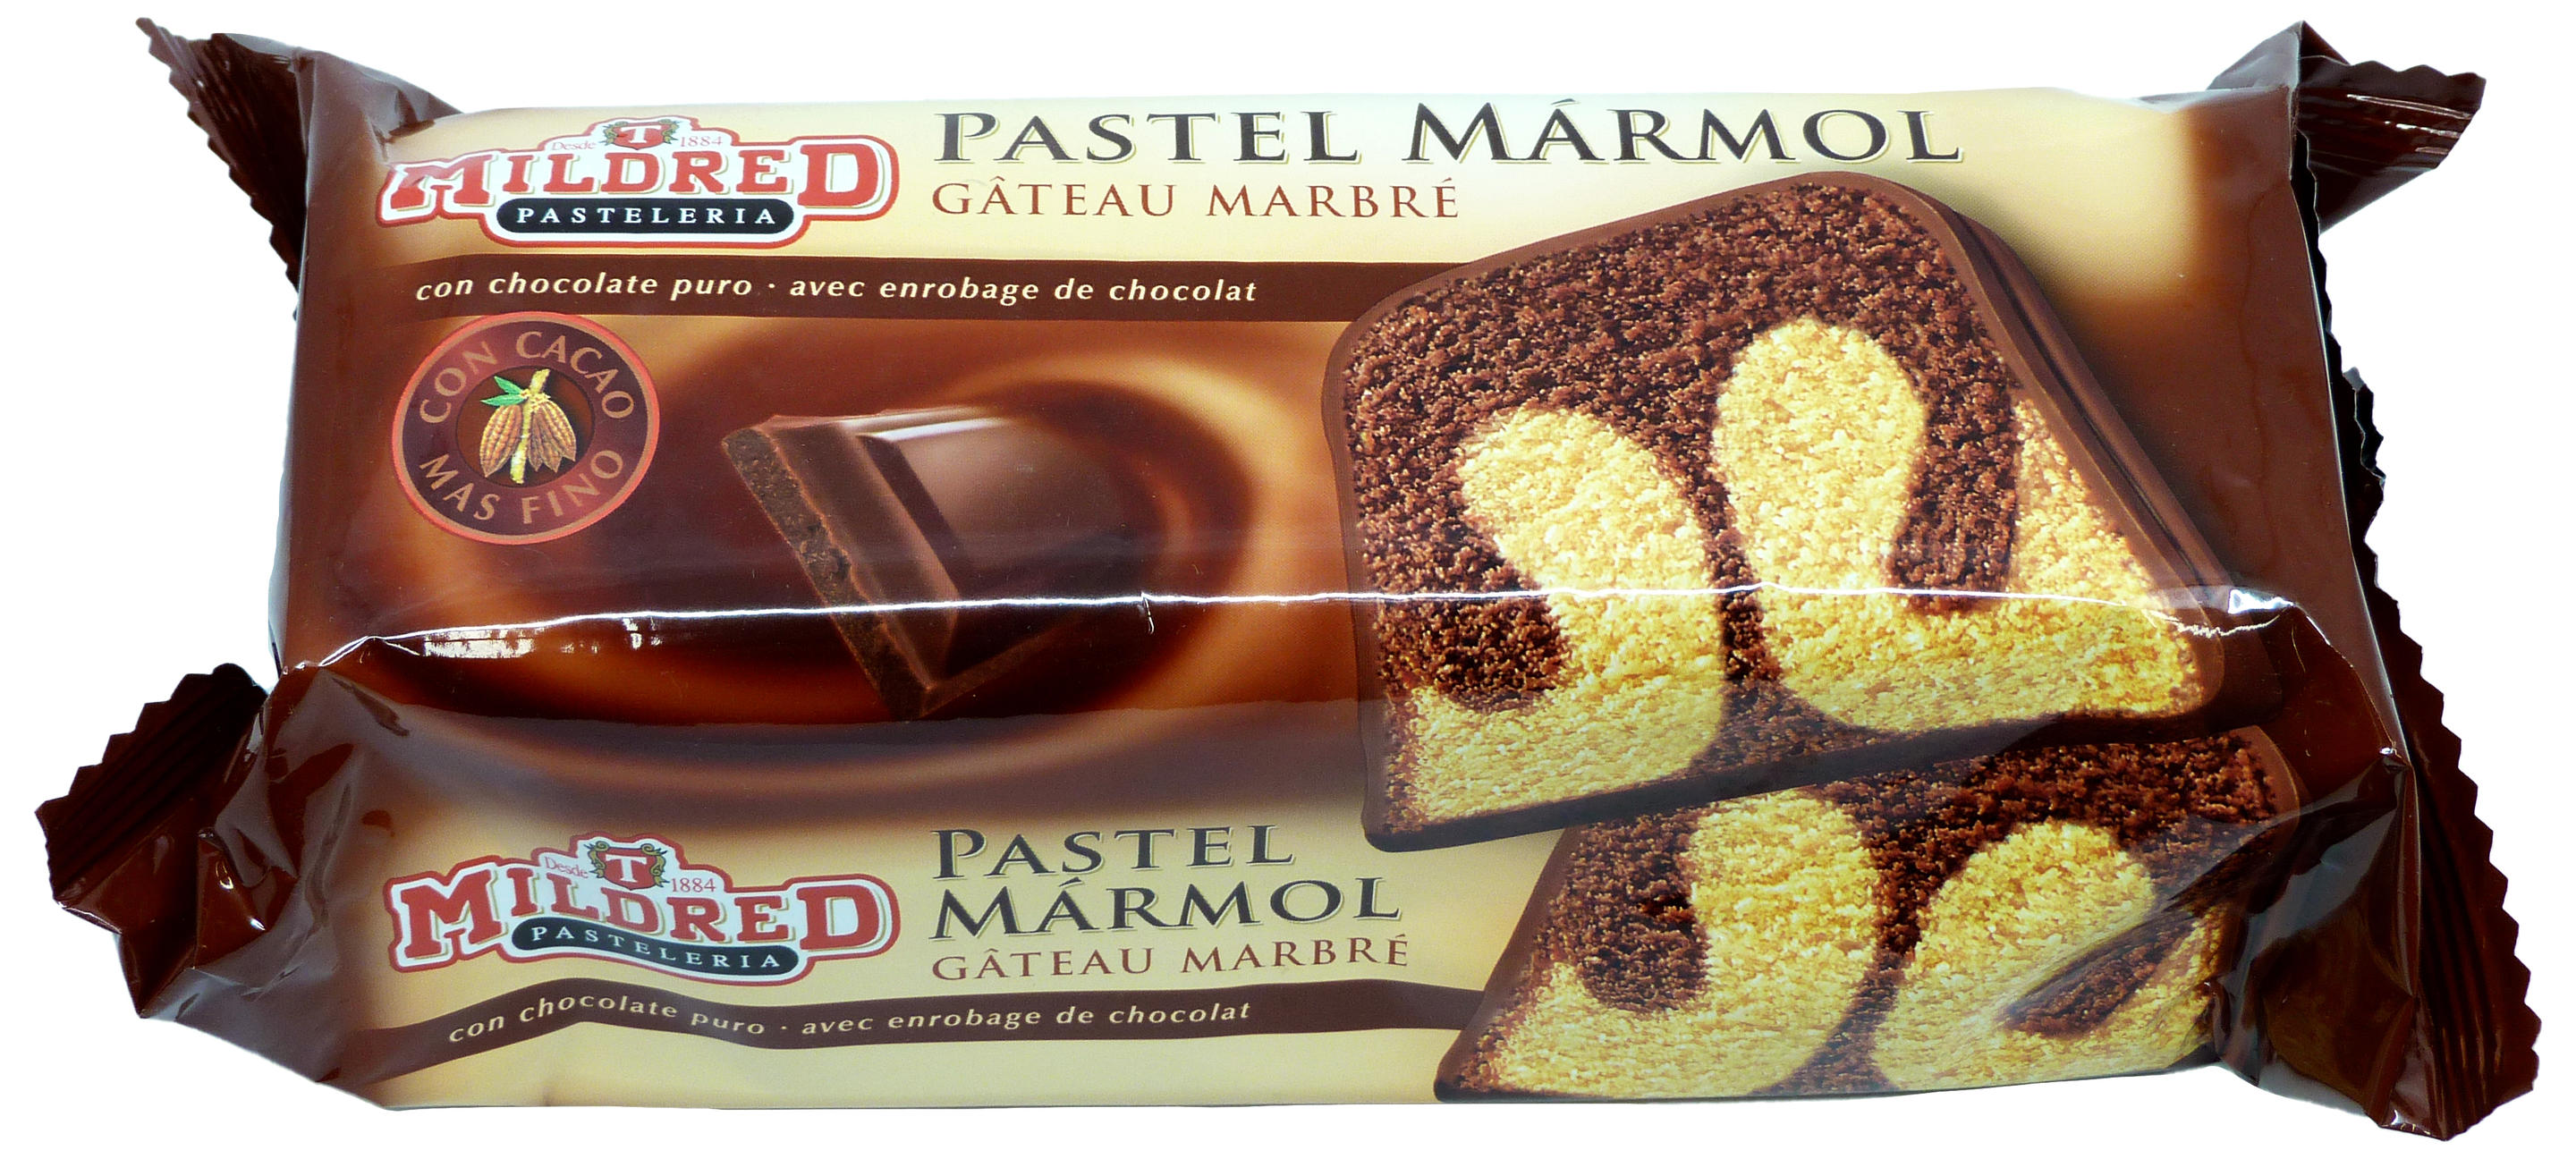 Desde T 1884
MILDRED
PASTELERIA
PASTEL MÁRMOL
GÂTEAU MARBRÉ
con chocolate puro · avec enrobage de chocolat
CON CACAO
MAS FINO
Desde T 1884
MILDRED
PASTELERIA
PASTEL
MÁRMOL
GÂTEAU MARBRÉ
con chocolate puro · avec enrobage de chocolat